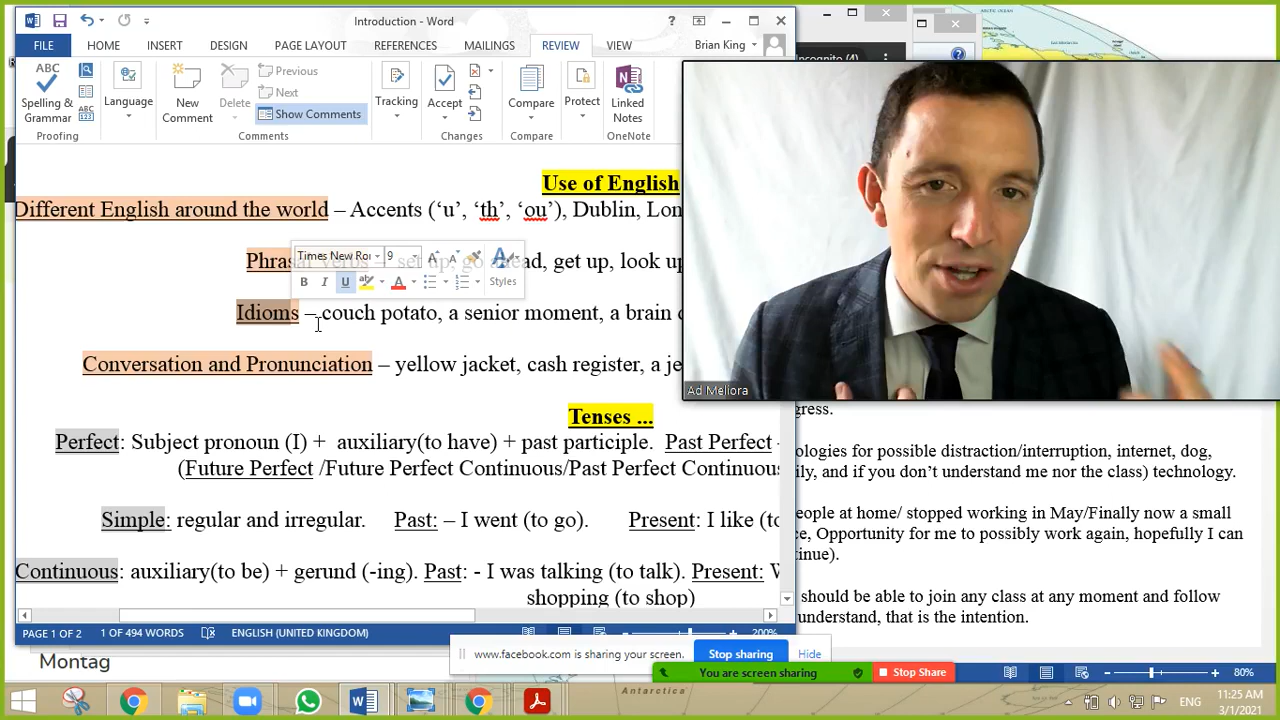 Introduction - Word
FILE HOME INSERT DESIGN PAGE LAYOUT REFERENCES MAILINGS REVIEW VIEW Brian King
ABC
Spelling &
Grammar
Language
New
Comment
Delete
Previous
Next
Show Comments
Tracking
Accept
Compare
Protect
Linked
Notes
Proofing
Comments
Changes
Compare
OneNote
ncognito (4)
Use of English
Different English around the world – Accents (‘u’, ‘th’, ‘ou’), Dublin, Lon
Times New Ro 9
B I U A Styles
set up, go ahead, get up, look up
Idioms – couch potato, a senior moment, a brain
Conversation and Pronunciation – yellow jacket, cash register, a je
Tenses ...
Perfect: Subject pronoun (I) + auxiliary(to have) + past participle. Past Perfect
(Future Perfect /Future Perfect Continuous/Past Perfect Continuous
Simple: regular and irregular. Past: – I went (to go). Present: I like (to
Continuous: auxiliary(to be) + gerund (-ing). Past: - I was talking (to talk). Present:
shopping (to shop)
PAGE 1 OF 2 1 OF 494 WORDS ENGLISH (UNITED KINGDOM) 200%
Ad Meliora
gress.
ologies for possible distraction/interruption, internet, dog,
ily, and if you don’t understand me nor the class) technology.
eople at home/ stopped working in May/Finally now a small
ce, Opportunity for me to possibly work again, hopefully I can
tinue).
should be able to join any class at any moment and follow
understand, that is the intention.
80%
Montag
www.facebook.com is sharing your screen. Stop sharing Hide
You are screen sharing Stop Share
Antarctica
ENG
11:25 AM
3/1/2021